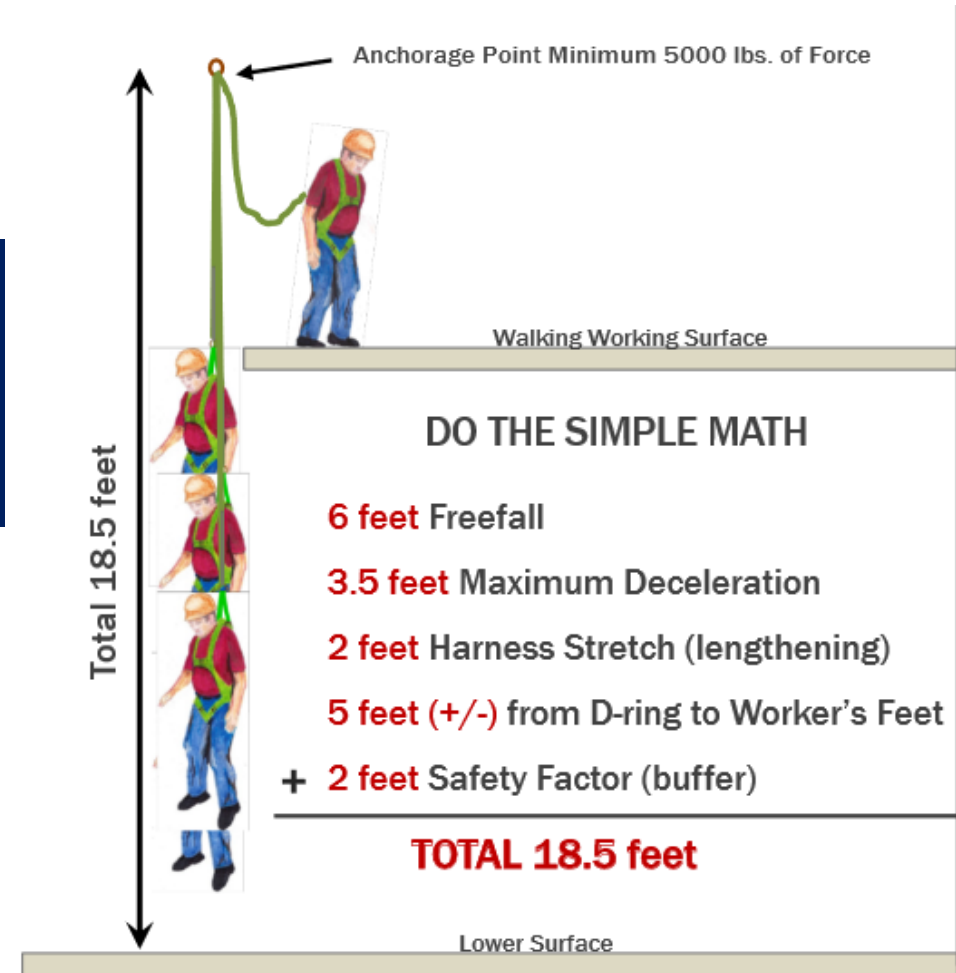 Anchorage Point Minimum 5000 lbs. of Force
Walking Working Surface
Total 18.5 feet
DO THE SIMPLE MATH
6 feet Freefall
3.5 feet Maximum Deceleration
2 feet Harness Stretch (lengthening)
5 feet (+/-) from D-ring to Worker's Feet
+ 2 feet Safety Factor (buffer)
TOTAL 18.5 feet
Lower Surface